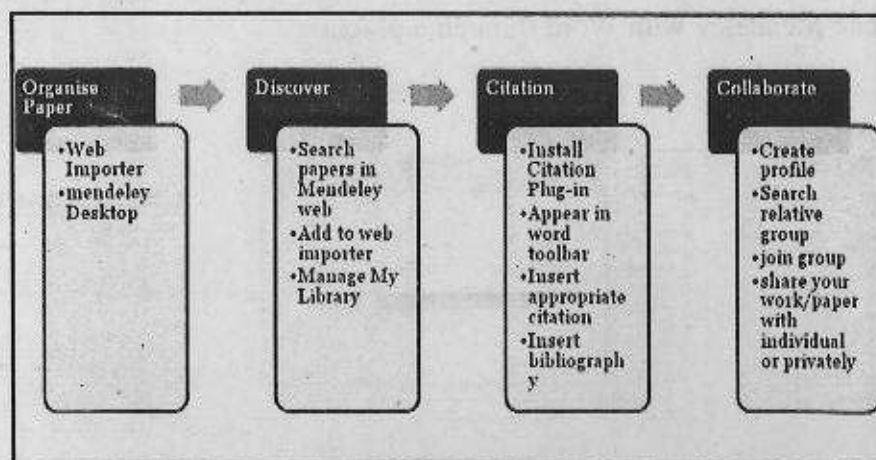 Organise
Paper
•Web
Importer
•mendeley
Desktop
Discover
•Search
papers in
Mendeley
web
•Add to web
importer
•Manage My
Library
Citation
•Install
Citation
Plug-in
•Appear in
word
toolbar
•Insert
appropriate
citation
•Insert
bibliograph
y
Collaborate
•Create
profile
•Search
relative
group
•join group
•share your
work/paper
with
individual
or privately